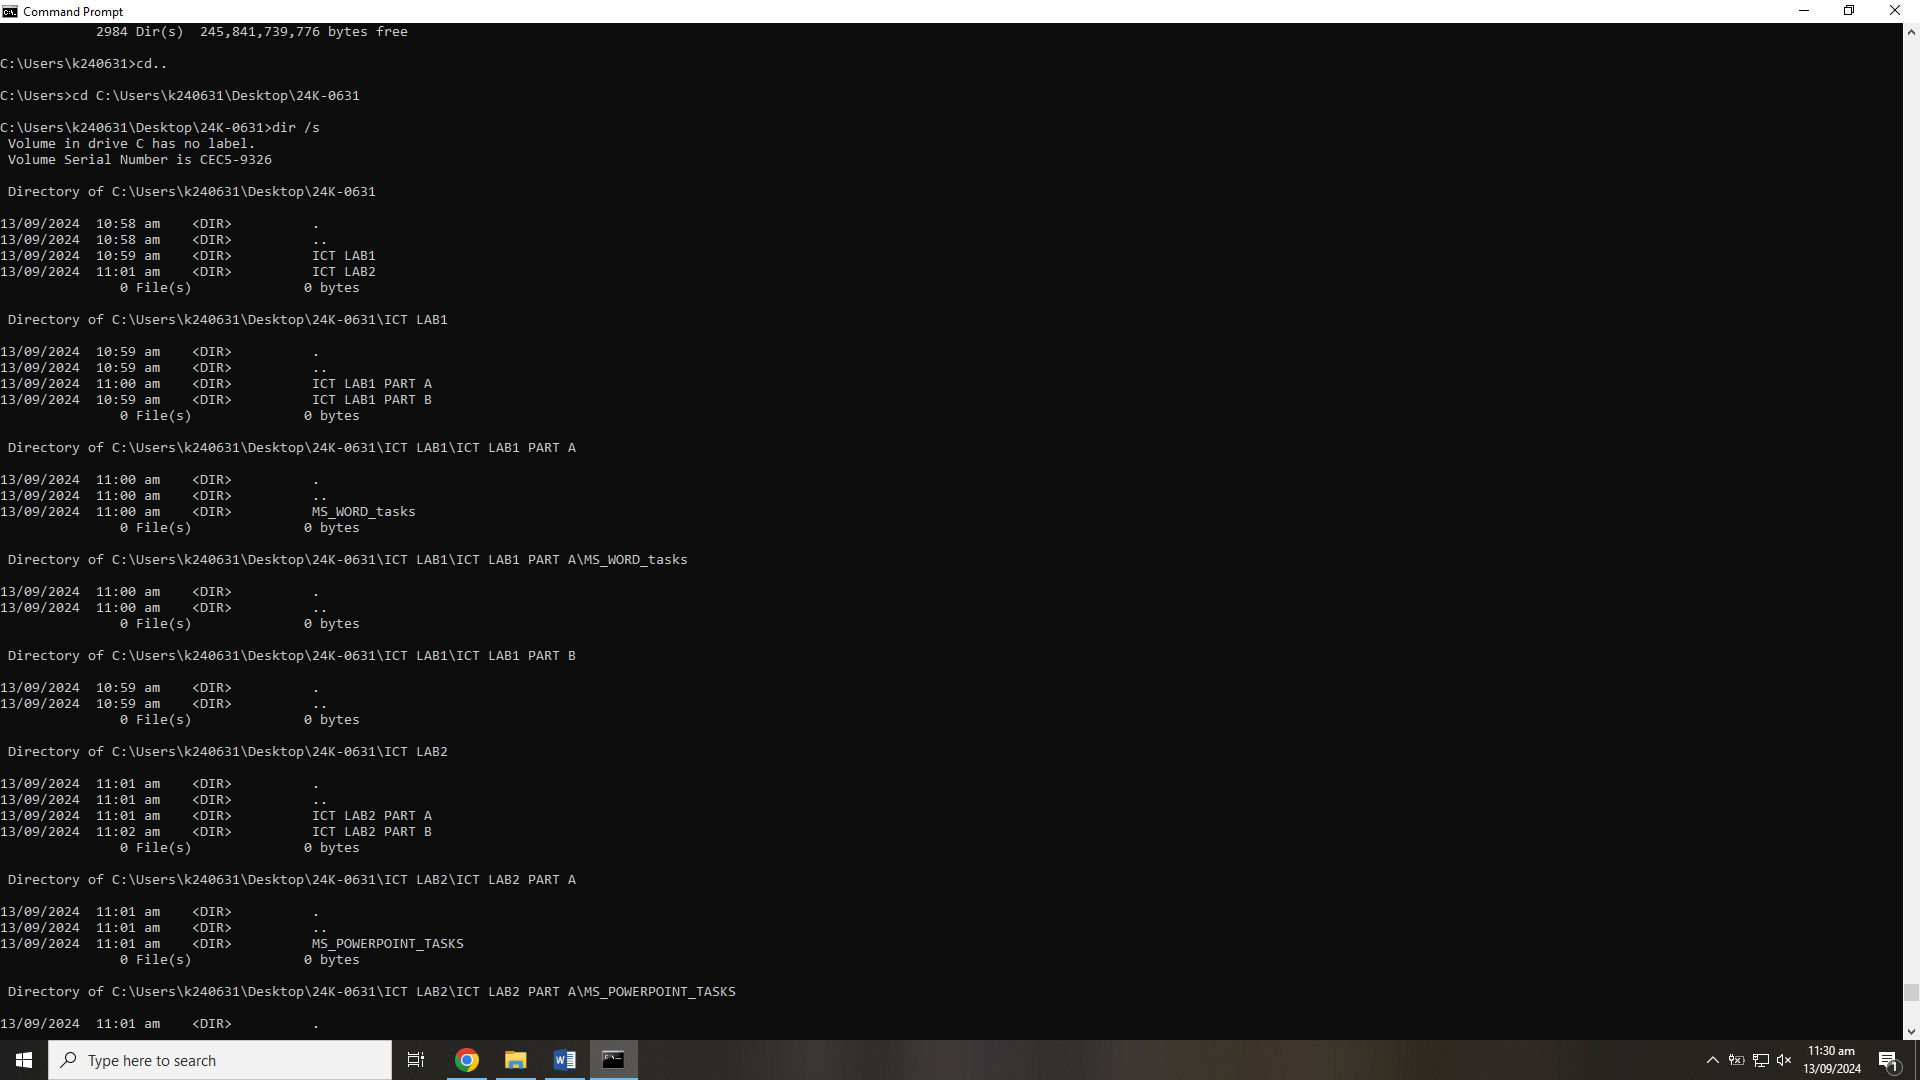 Command Prompt
2984 Dir(s)  245,841,739,776 bytes free
C:\Users\k240631>cd..
C:\Users>cd C:\Users\k240631\Desktop\24K-0631
C:\Users\k240631\Desktop\24K-0631>dir /s
Volume in drive C has no label.
Volume Serial Number is CEC5-9326
Directory of C:\Users\k240631\Desktop\24K-0631
13/09/2024  10:58 am    <DIR>          .
13/09/2024  10:58 am    <DIR>          ..
13/09/2024  10:59 am    <DIR>          ICT LAB1
13/09/2024  11:01 am    <DIR>          ICT LAB2
0 File(s)              0 bytes
Directory of C:\Users\k240631\Desktop\24K-0631\ICT LAB1
13/09/2024  10:59 am    <DIR>          .
13/09/2024  10:59 am    <DIR>          ..
13/09/2024  11:00 am    <DIR>          ICT LAB1 PART A
13/09/2024  10:59 am    <DIR>          ICT LAB1 PART B
0 File(s)              0 bytes
Directory of C:\Users\k240631\Desktop\24K-0631\ICT LAB1\ICT LAB1 PART A
13/09/2024  11:00 am    <DIR>          .
13/09/2024  11:00 am    <DIR>          ..
13/09/2024  11:00 am    <DIR>          MS_WORD_tasks
0 File(s)              0 bytes
Directory of C:\Users\k240631\Desktop\24K-0631\ICT LAB1\ICT LAB1 PART A\MS_WORD_tasks
13/09/2024  11:00 am    <DIR>          .
13/09/2024  11:00 am    <DIR>          ..
0 File(s)              0 bytes
Directory of C:\Users\k240631\Desktop\24K-0631\ICT LAB1\ICT LAB1 PART B
13/09/2024  10:59 am    <DIR>          .
13/09/2024  10:59 am    <DIR>          ..
0 File(s)              0 bytes
Directory of C:\Users\k240631\Desktop\24K-0631\ICT LAB2
13/09/2024  11:01 am    <DIR>          .
13/09/2024  11:01 am    <DIR>          ..
13/09/2024  11:01 am    <DIR>          ICT LAB2 PART A
13/09/2024  11:02 am    <DIR>          ICT LAB2 PART B
0 File(s)              0 bytes
Directory of C:\Users\k240631\Desktop\24K-0631\ICT LAB2\ICT LAB2 PART A
13/09/2024  11:01 am    <DIR>          .
13/09/2024  11:01 am    <DIR>          ..
13/09/2024  11:01 am    <DIR>          MS_POWERPOINT_TASKS
0 File(s)              0 bytes
Directory of C:\Users\k240631\Desktop\24K-0631\ICT LAB2\ICT LAB2 PART A\MS_POWERPOINT_TASKS
13/09/2024  11:01 am    <DIR>          .
Type here to search
11:30 am
13/09/2024
1